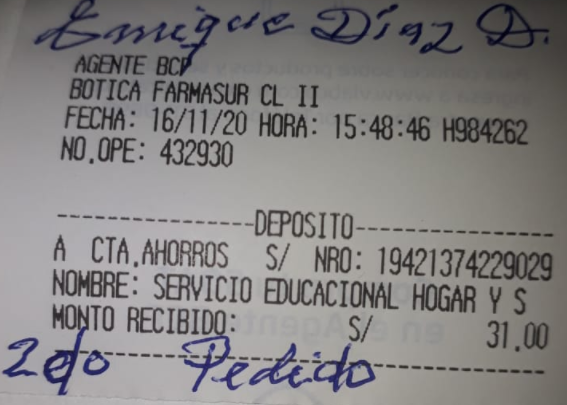 Enrique Díaz D.
AGENTE BCP
BOTICA FARMASUR CL II
FECHA: 16/11/20 HORA: 15:48:46 H984262
NO.OPE: 432930
----------------DEPOSITO----------------
A CTA.AHORROS S/ NRO: 19421374229029
NOMBRE: SERVICIO EDUCACIONAL HOGAR Y S
MONTO RECIBIDO: S/ 31.00
2do Pedido